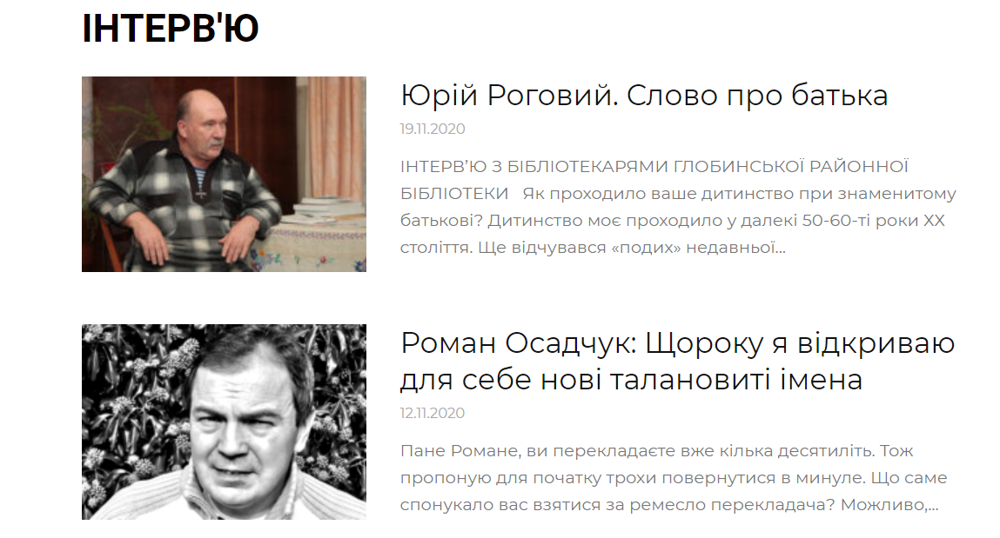 ІНТЕРВ'Ю
Юрій Роговий. Слово про батька
19.11.2020
ІНТЕРВ’Ю З БІБЛІОТЕКАРЯМИ ГЛОБИНСЬКОЇ РАЙОННОЇ
БІБЛІОТЕКИ Як проходило ваше дитинство при знаменитому
батькові? Дитинство моє проходило у далекі 50-60-ті роки ХХ
століття. Ще відчувався «подих» недавньої...
Роман Осадчук: Щороку я відкриваю
для себе нові талановиті імена
12.11.2020
Пане Романе, ви перекладаєте вже кілька десятиліть. Тож
пропоную для початку трохи повернутися в минуле. Що саме
спонукало вас взятися за ремесло перекладача? Можливо,...